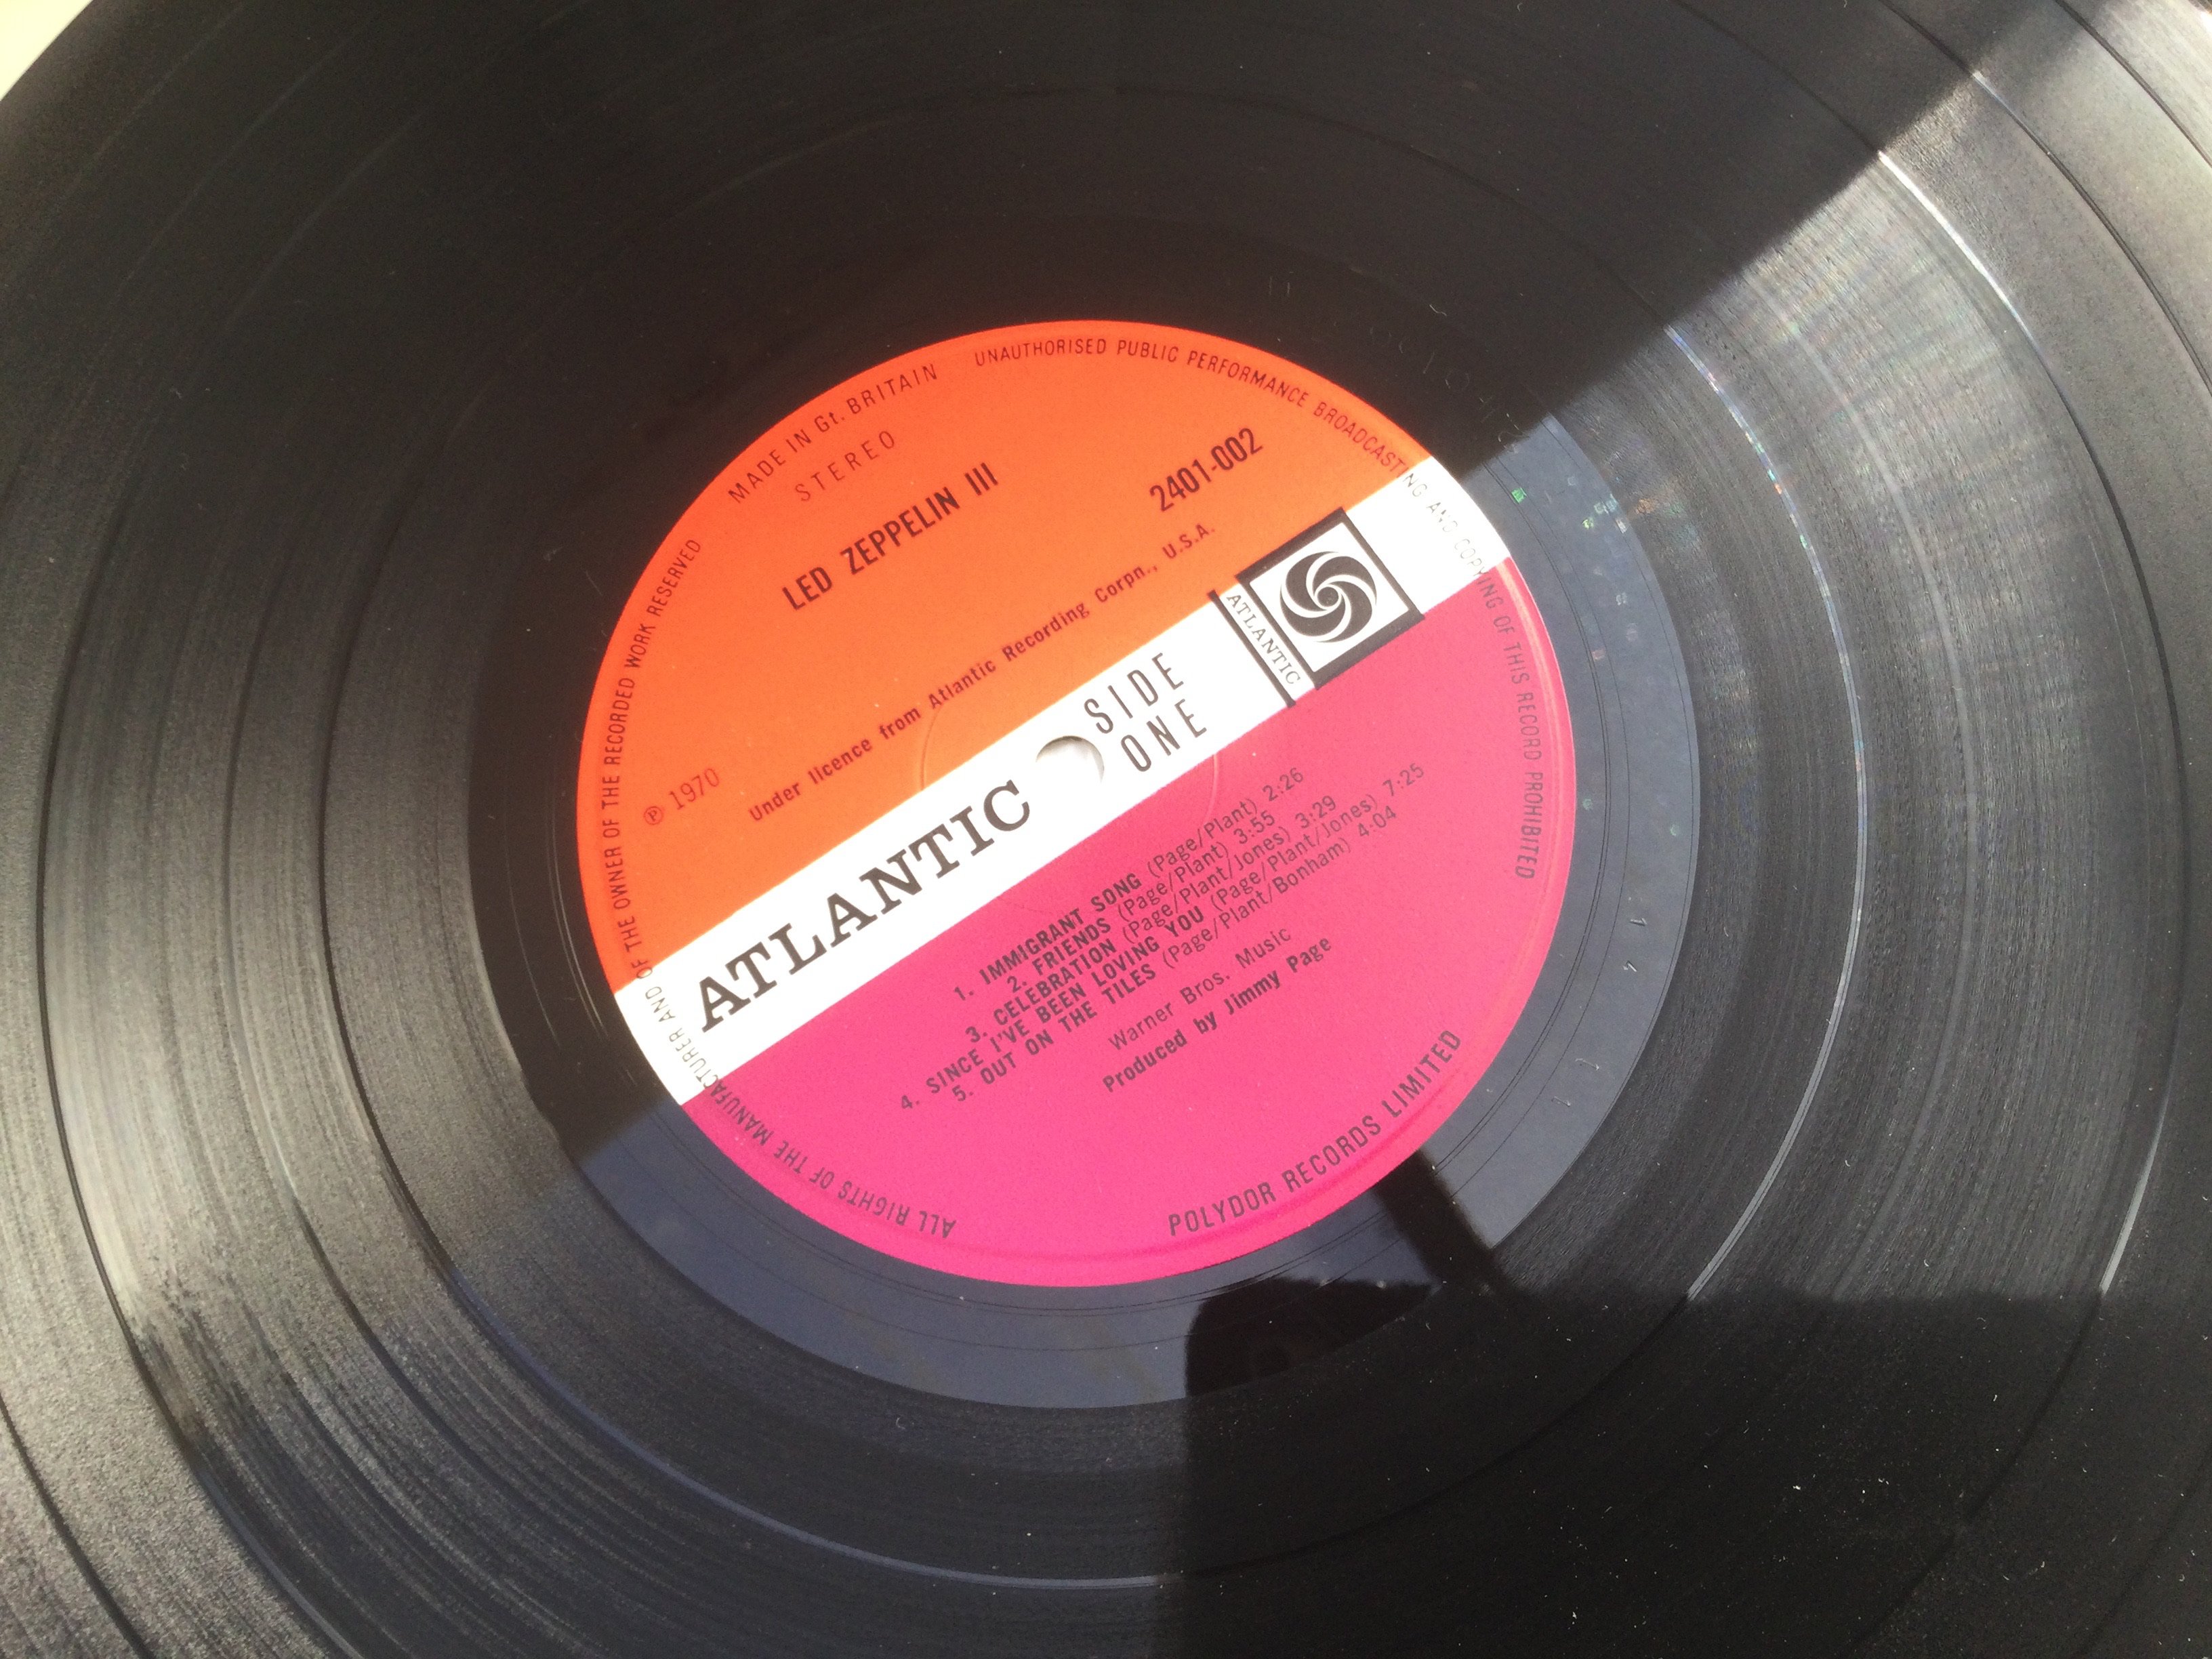 MADE IN Gt. BRITAIN
UNAUTHORISED PUBLIC PERFORMANCE BROADCASTING AND COPYING OF THIS RECORD PROHIBITED
ALL RIGHTS OF THE MANUFACTURER AND OF THE OWNER OF THE RECORDED WORK RESERVED
STEREO
LED ZEPPELIN III
2401-002
Under licence from Atlantic Recording Corpn., U.S.A.
℗ 1970
ATLANTIC
SIDE
ONE
ATLANTIC
1. IMMIGRANT SONG (Page/Plant) 2:26
2. FRIENDS (Page/Plant) 3:55
3. CELEBRATION (Page/Plant/Jones) 3:29
4. SINCE I'VE BEEN LOVING YOU (Page/Plant/Jones) 7:25
5. OUT ON THE TILES (Page/Plant/Bonham) 4:04
Warner Bros. Music
Produced by Jimmy Page
POLYDOR RECORDS LIMITED